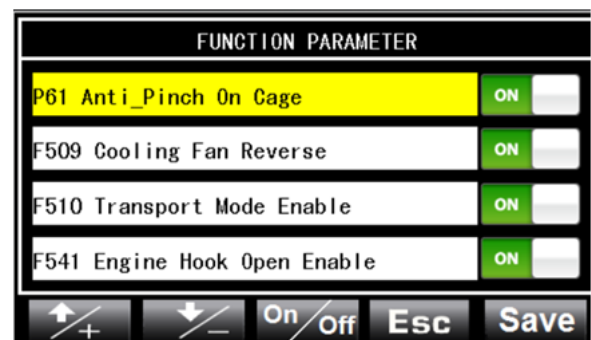 FUNCTION PARAMETER
P61 Anti_Pinch On Cage ON
F509 Cooling Fan Reverse ON
F510 Transport Mode Enable ON
F541 Engine Hook Open Enable ON
/+ /- On/Off Esc Save